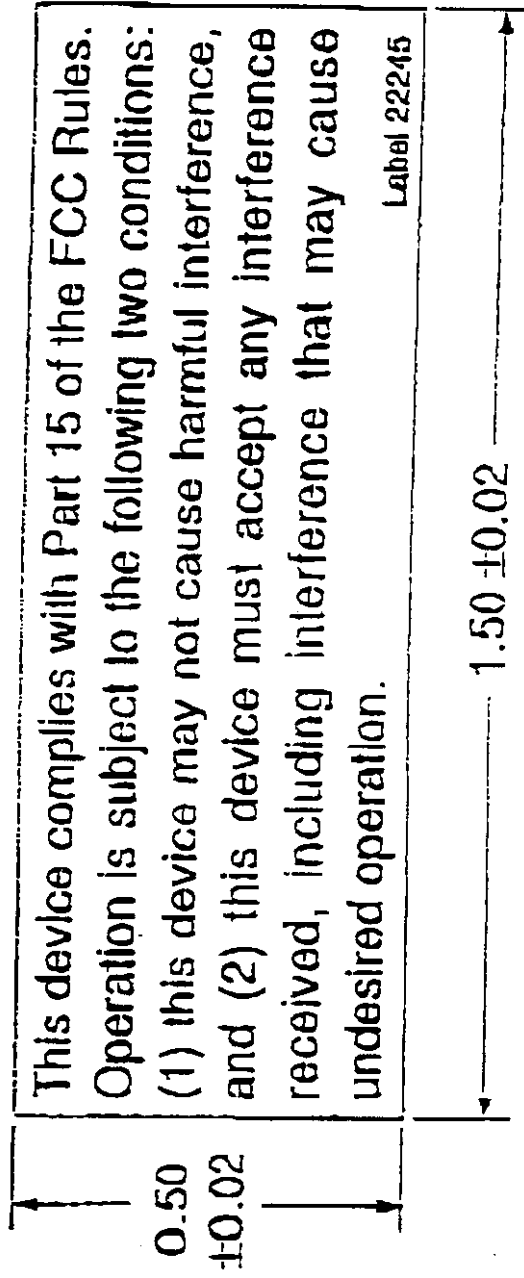 This device complies with Part 15 of the FCC Rules.
Operation is subject to the following two conditions:
(1) this device may not cause harmful interference,
and (2) this device must accept any interference
received, including interference that may cause
undesired operation.
Label 22245
0.50
±0.02
1.50 ±0.02